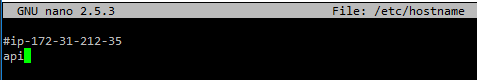 GNU nano 2.5.3 File: /etc/hostname
#ip-172-31-212-35
api